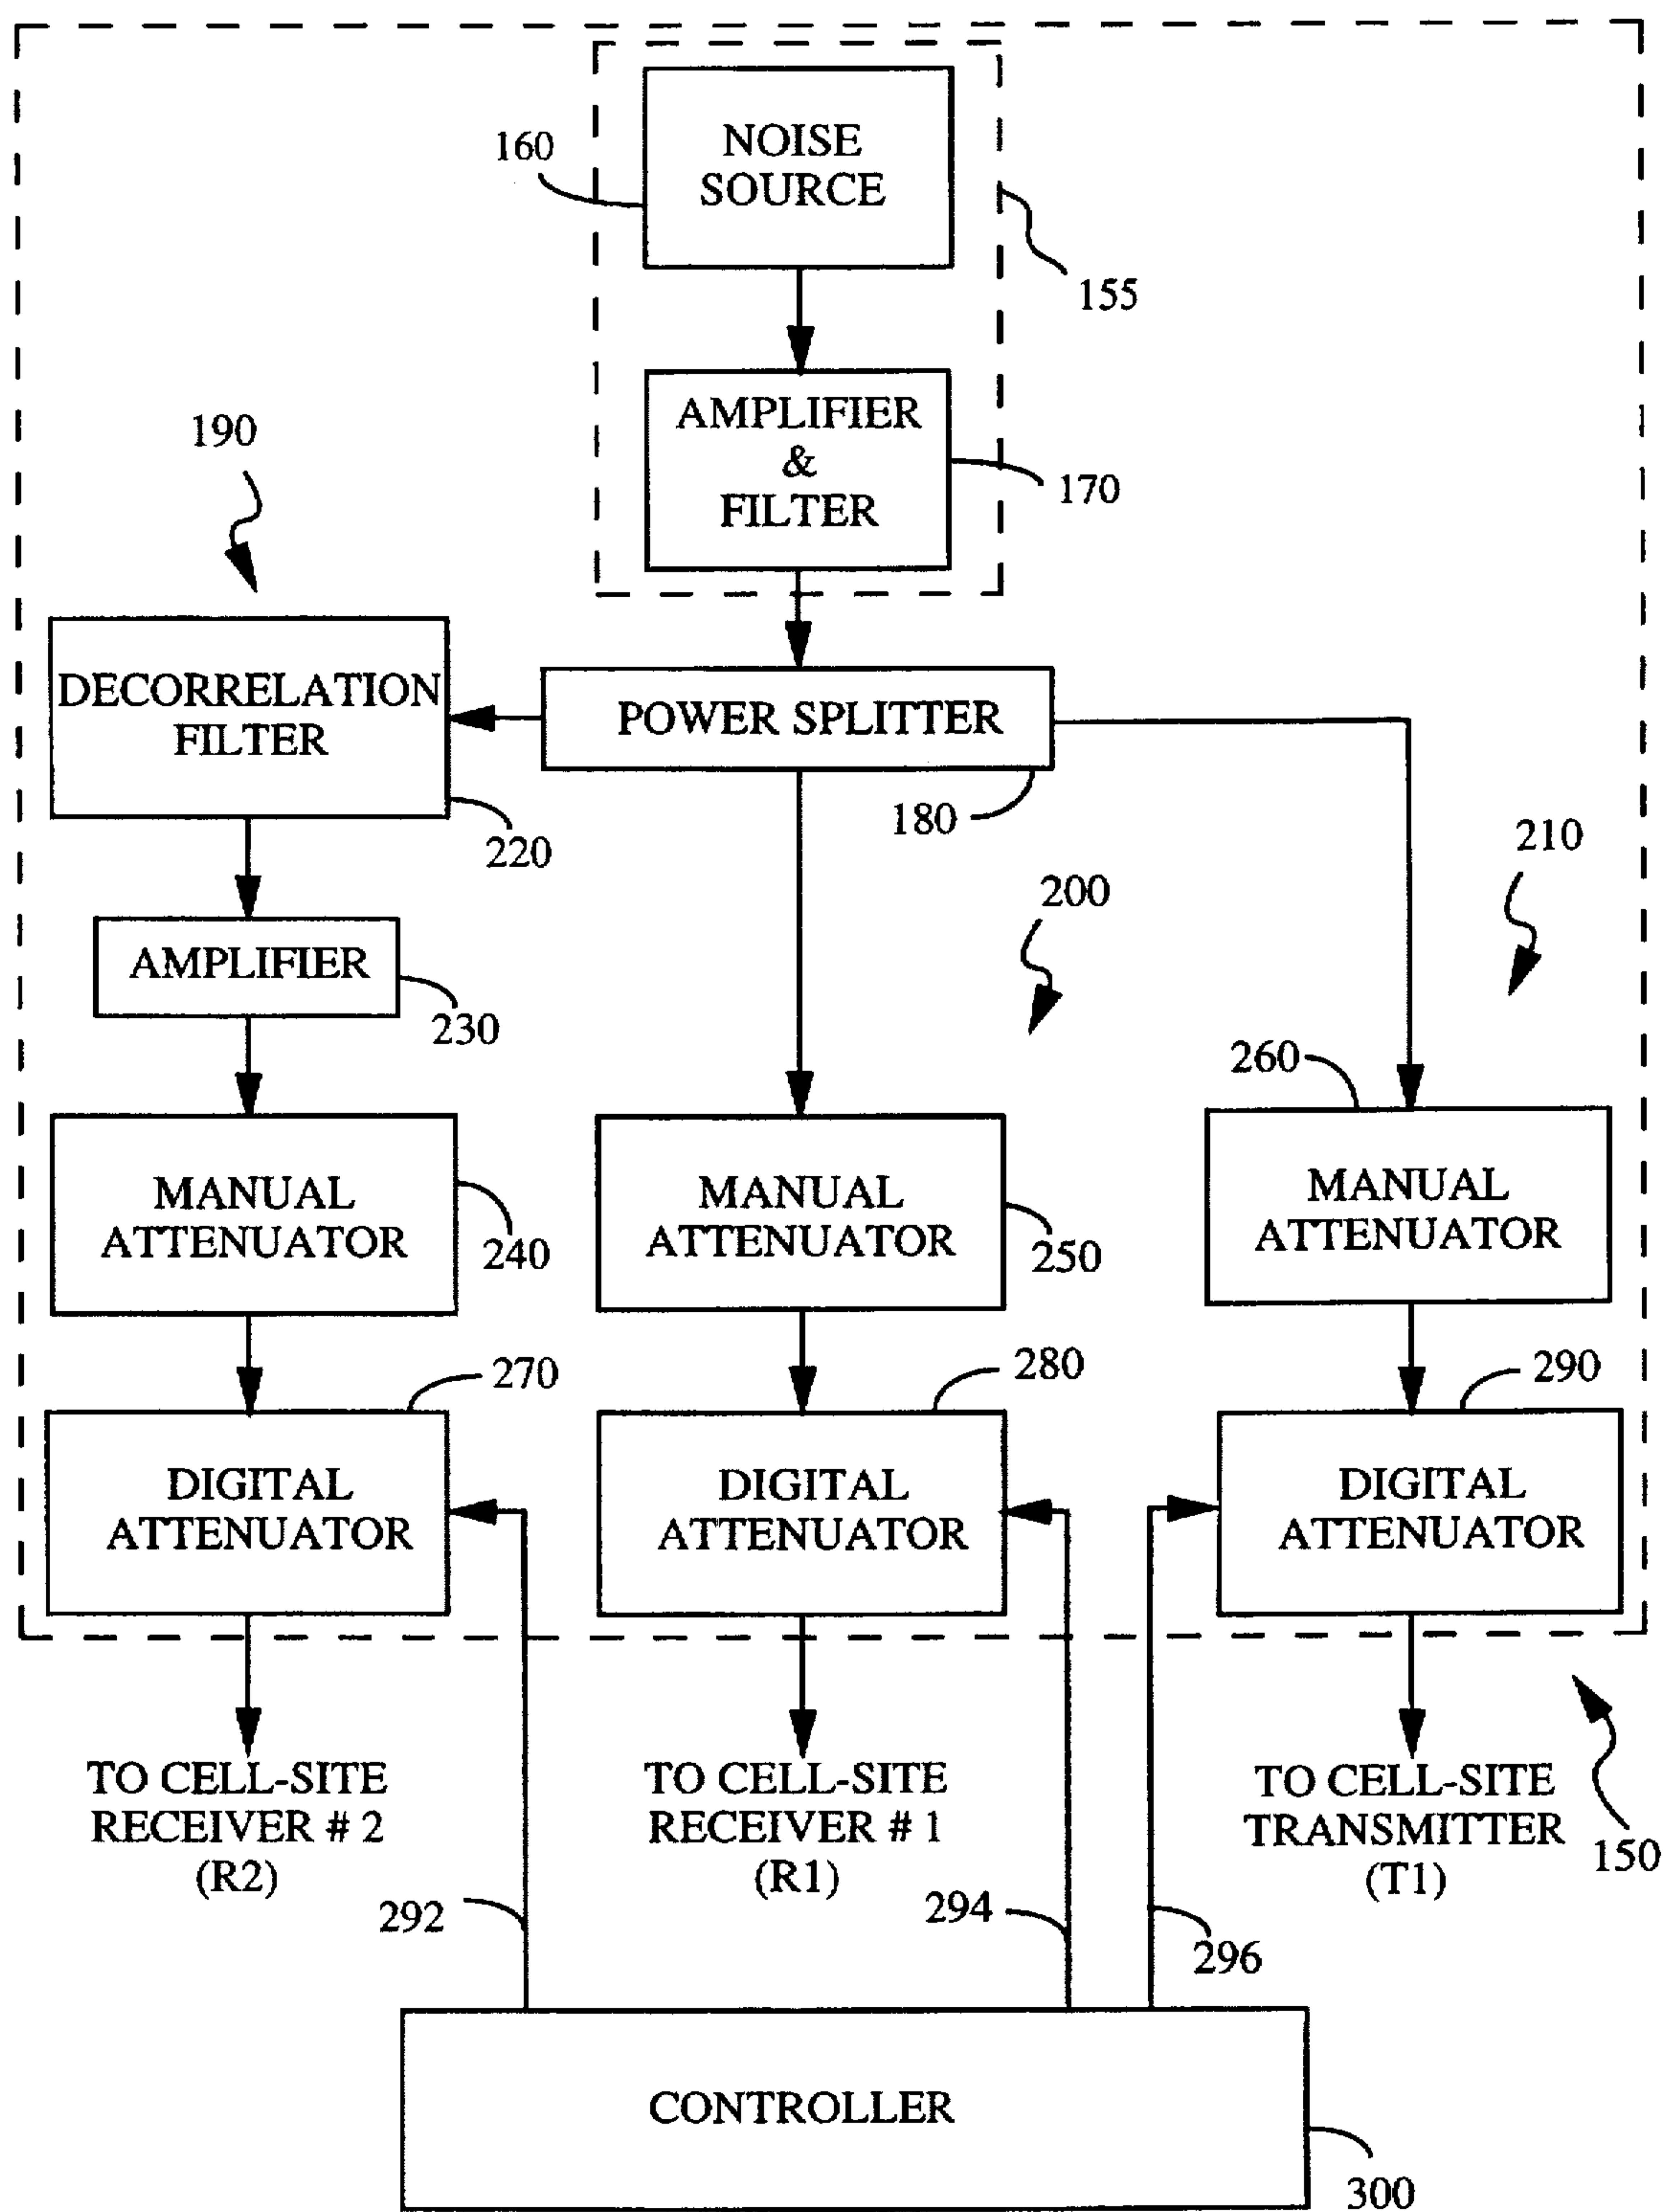 NOISE
SOURCE
160
155
AMPLIFIER
&
FILTER
170
190
DECORRELATION
FILTER
220
POWER SPLITTER
180
210
200
AMPLIFIER
230
260
MANUAL
ATTENUATOR
240
MANUAL
ATTENUATOR
250
MANUAL
ATTENUATOR
270
280
290
DIGITAL
ATTENUATOR
DIGITAL
ATTENUATOR
DIGITAL
ATTENUATOR
TO CELL-SITE
RECEIVER # 2
(R2)
TO CELL-SITE
RECEIVER # 1
(R1)
TO CELL-SITE
TRANSMITTER
(T1)
150
292
294
296
CONTROLLER
300